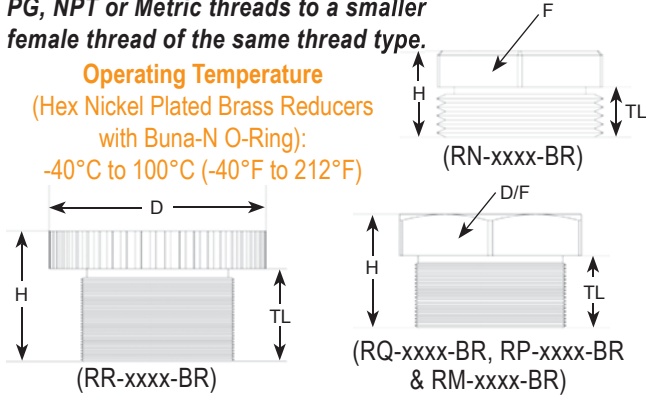 PG, NPT or Metric threads to a smaller
female thread of the same thread type.
Operating Temperature
(Hex Nickel Plated Brass Reducers
with Buna-N O-Ring):
-40°C to 100°C (-40°F to 212°F)
F
H
TL
(RN-xxxx-BR)
D
H
TL
(RR-xxxx-BR)
D/F
H
TL
(RQ-xxxx-BR, RP-xxxx-BR
& RM-xxxx-BR)